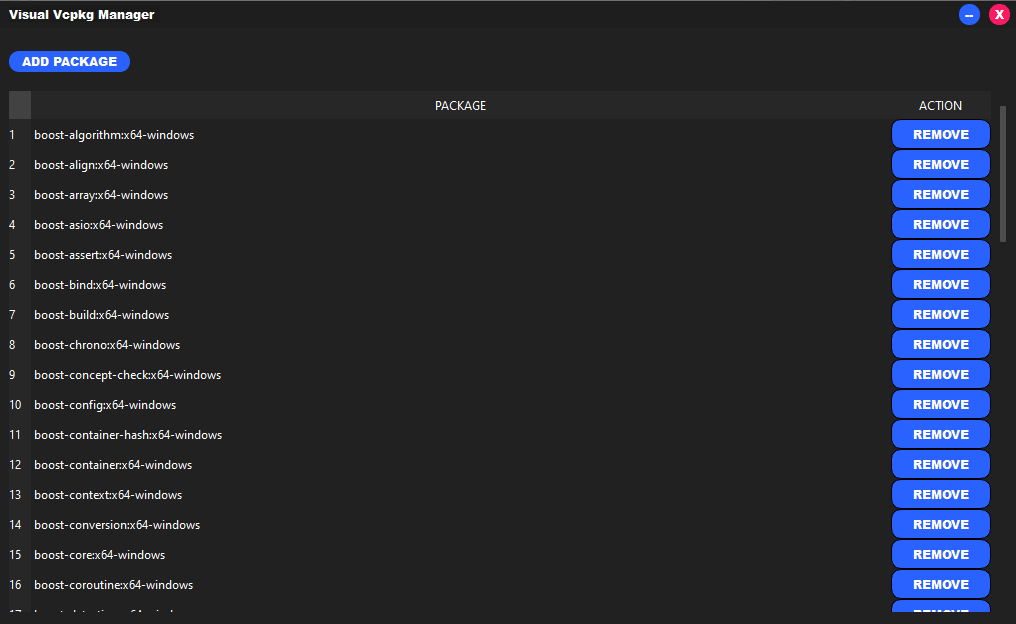 Visual Vcpkg Manager
X
ADD PACKAGE
PACKAGE ACTION
1 boost-algorithm:x64-windows REMOVE
2 boost-align:x64-windows REMOVE
3 boost-array:x64-windows REMOVE
4 boost-asio:x64-windows REMOVE
5 boost-assert:x64-windows REMOVE
6 boost-bind:x64-windows REMOVE
7 boost-build:x64-windows REMOVE
8 boost-chrono:x64-windows REMOVE
9 boost-concept-check:x64-windows REMOVE
10 boost-config:x64-windows REMOVE
11 boost-container-hash:x64-windows REMOVE
12 boost-container:x64-windows REMOVE
13 boost-context:x64-windows REMOVE
14 boost-conversion:x64-windows REMOVE
15 boost-core:x64-windows REMOVE
16 boost-coroutine:x64-windows REMOVE